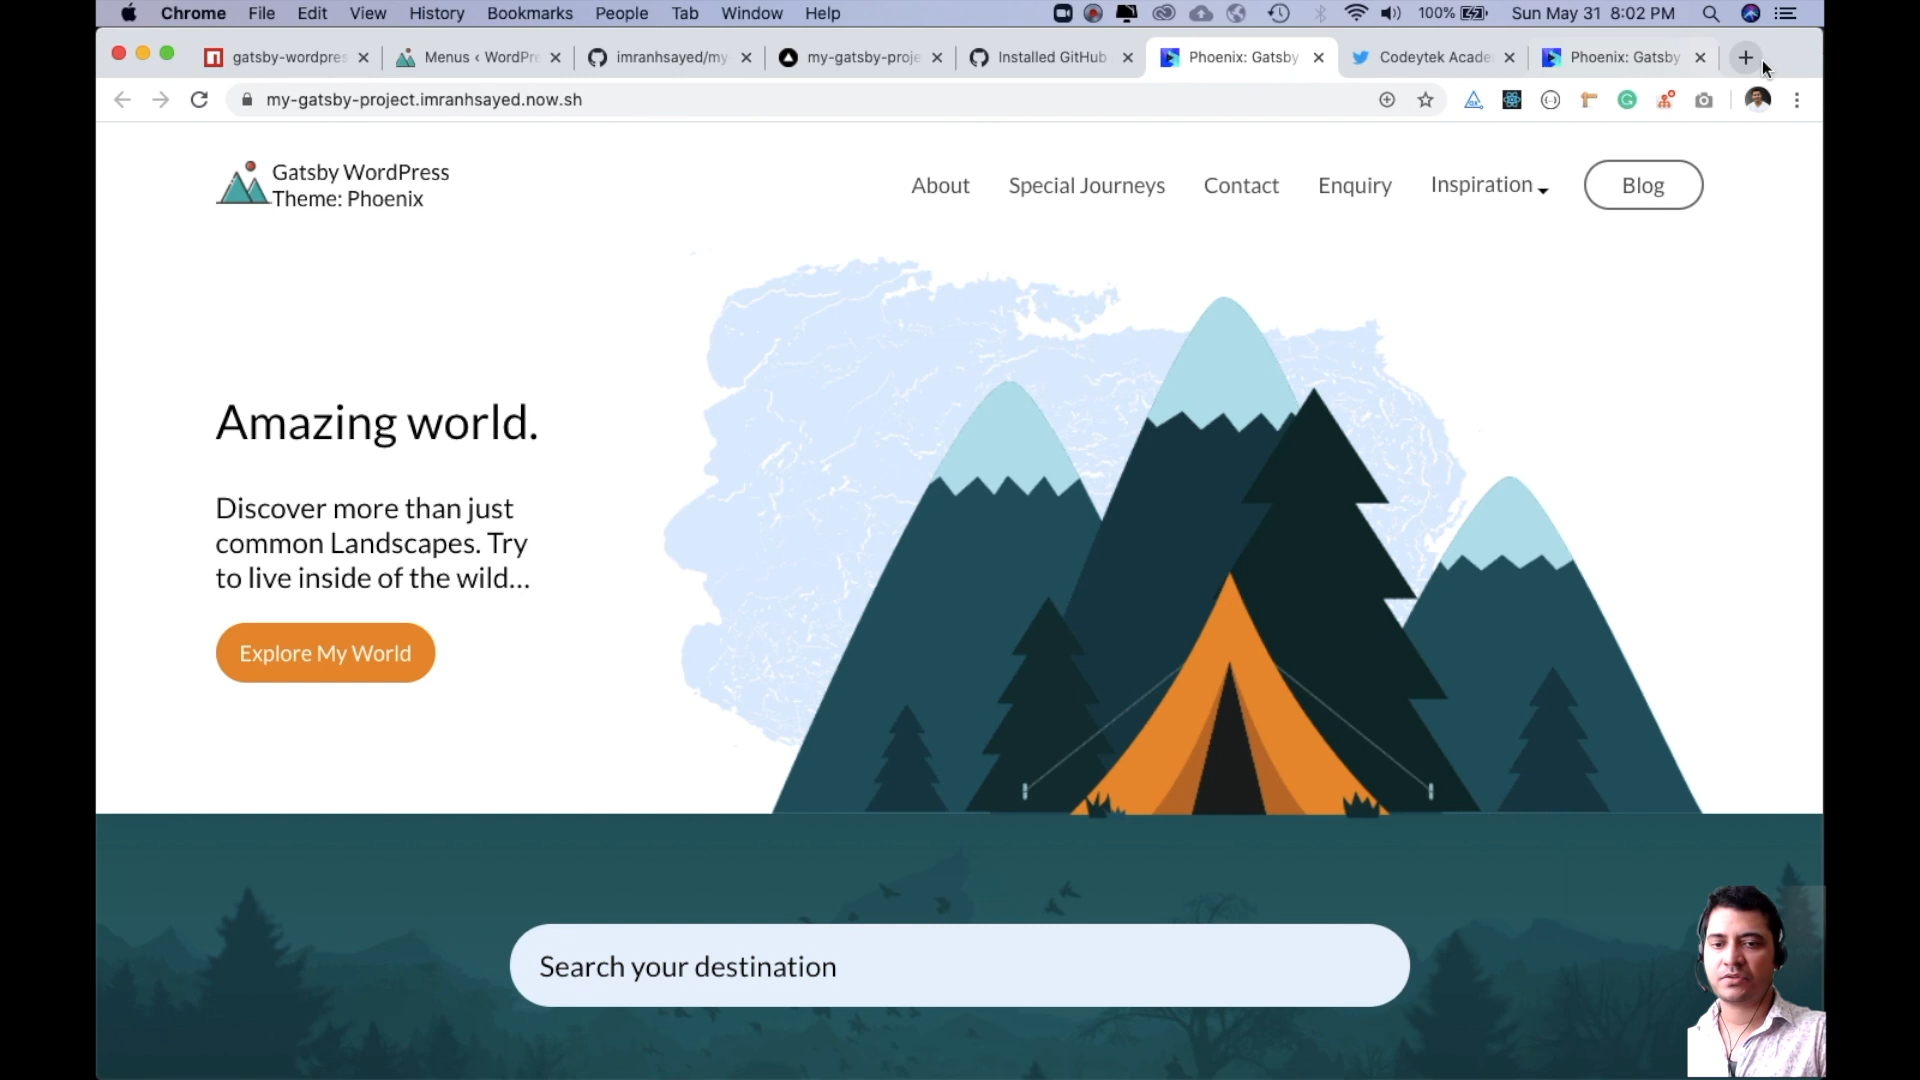 Chrome File Edit View History Bookmarks People Tab Window Help 100% Sun May 31 8:02 PM
gatsby-wordpres Menus ‹ WordPre imranhsayed/my my-gatsby-proje Installed GitHub Phoenix: Gatsby Codeytek Acade Phoenix: Gatsby
my-gatsby-project.imranhsayed.now.sh
Gatsby WordPress
Theme: Phoenix
About Special Journeys Contact Enquiry Inspiration Blog
Amazing world.
Discover more than just
common Landscapes. Try
to live inside of the wild...
Explore My World
Search your destination